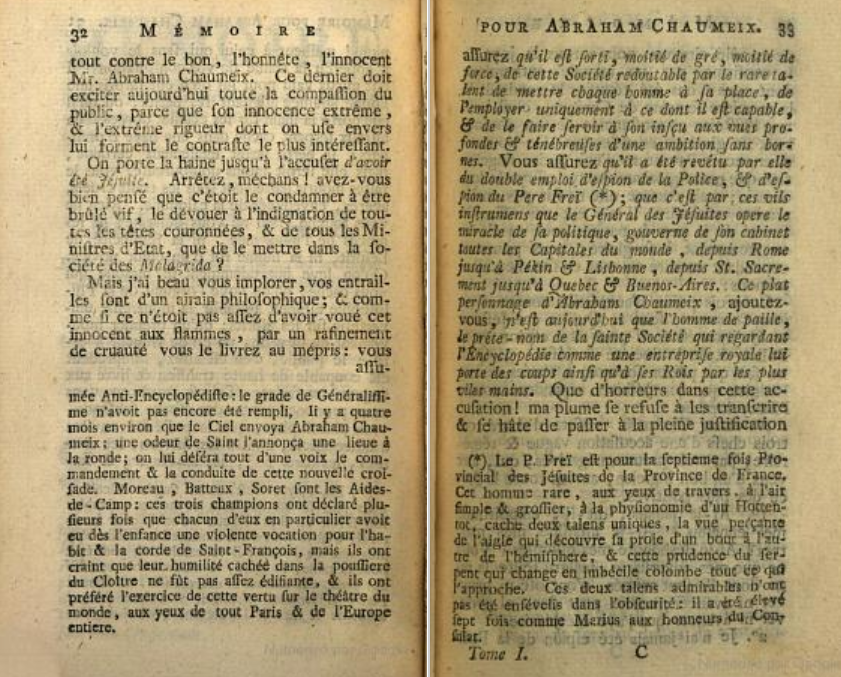 32 MÉMOIRE
tout contre le bon, l'honnête, l'innocent
Mr. Abraham Chaumeix. Ce dernier doit
exciter aujourd'hui toute la compaſſion du
public, parce que ſon innocence extrême,
& l'extrême rigueur dont on uſe envers
lui forment le contraſte le plus intéreſſant.
On porte la haine jusqu'à l'accuſer d'avoir
été Jéſuite. Arrêtez, méchans! avez-vous
bien penſé que c'étoit le condamner à être
brûlé vif, le dévouer à l'indignation de tou-
tes les têtes couronnées, & de tous les Mi-
niſtres d'Etat, que de le mettre dans la ſo-
ciété des Malagrida?
Mais j'ai beau vous implorer, vos entrail-
les ſont d'un airain philoſophique; & com-
me ſi ce n'étoit pas aſſez d'avoir voué cet
innocent aux flammes, par un rafinement
de cruauté vous le livrez au mépris: vous
aſſu-
mée Anti-Encyclopédiſte: le grade de Généraliſſi-
me n'avoit pas encore été rempli. Il y a quatre
mois environ que le Ciel envoya Abraham Chau-
meix: une odeur de Saint l'annonça une lieue à
la ronde; on lui déféra tout d'une voix le com-
mandement & la conduite de cette nouvelle croi-
ſade. Moreau, Batteux, Soret ſont les Aides-
de-Camp: ces trois champions ont déclaré plu-
ſieurs fois que chacun d'eux en particulier avoit
eu dès l'enfance une violente vocation pour l'ha-
bit & la corde de Saint-François, mais ils ont
craint que leur humilité cachée dans la pouſſiere
du Cloître ne fût pas aſſez édifiante, & ils ont
préféré l'exercice de cette vertu ſur le théâtre du
monde, aux yeux de tout Paris & de l'Europe
entiere.
POUR ABRAHAM CHAUMEIX. 33
aſſurez qu'il eſt ſorti, moitié de gré, moitié de
force, de cette Société redoutable par le rare ta-
lent de mettre chaque homme à ſa place, de
l'employer uniquement à ce dont il eſt capable,
& de le faire ſervir à ſon inſçu aux vues pro-
fondes & ténébreuſes d'une ambition ſans bor-
nes. Vous aſſurez qu'il a été revétu par elle
du double emploi d'eſpion de la Police, & d'eſ-
pion du Pere Freï (*); que c'eſt par ces vils
inſtrumens que le Général des Jéſuites opere le
miracle de ſa politique, gouverne de ſon cabinet
toutes les Capitales du monde, depuis Rome
jusqu'à Pékin & Lisbonne, depuis St. Sacre-
ment jusqu'à Quebec & Buenos-Aires. Ce plat
perſonnage d'Abraham Chaumeix, ajoutez-
vous, n'eſt aujourd'hui que l'homme de paille,
le préte-nom de la ſainte Société qui regardant
l'Encyclopédie comme une entrepriſe royale lui
porte des coups ainſi qu'à ſes Rois par les plus
viles mains. Que d'horreurs dans cette ac-
cuſation! ma plume ſe refuſe à les tranſcrire
& ſe hâte de paſſer à la pleine juſtification
(*) Le P. Freï eſt pour la ſeptieme fois Pro-
vincial des Jéſuites de la Province de France.
Cet homme rare, aux yeux de travers, à l'air
ſimple & groſſier, à la phyſionomie d'un Hotten-
tot, cache deux talens uniques, la vue perçante
de l'aigle qui découvre ſa proie d'un bout à l'au-
tre de l'hémiſphere, & cette prudence du ſer-
pent qui change en imbécile colombe tout ce qui
l'approche. Ces deux talens admirables n'ont
pas été enſévelis dans l'obſcurité: il a été élevé
ſept fois comme Marius aux honneurs du Con-
ſulat.
Tome I. C